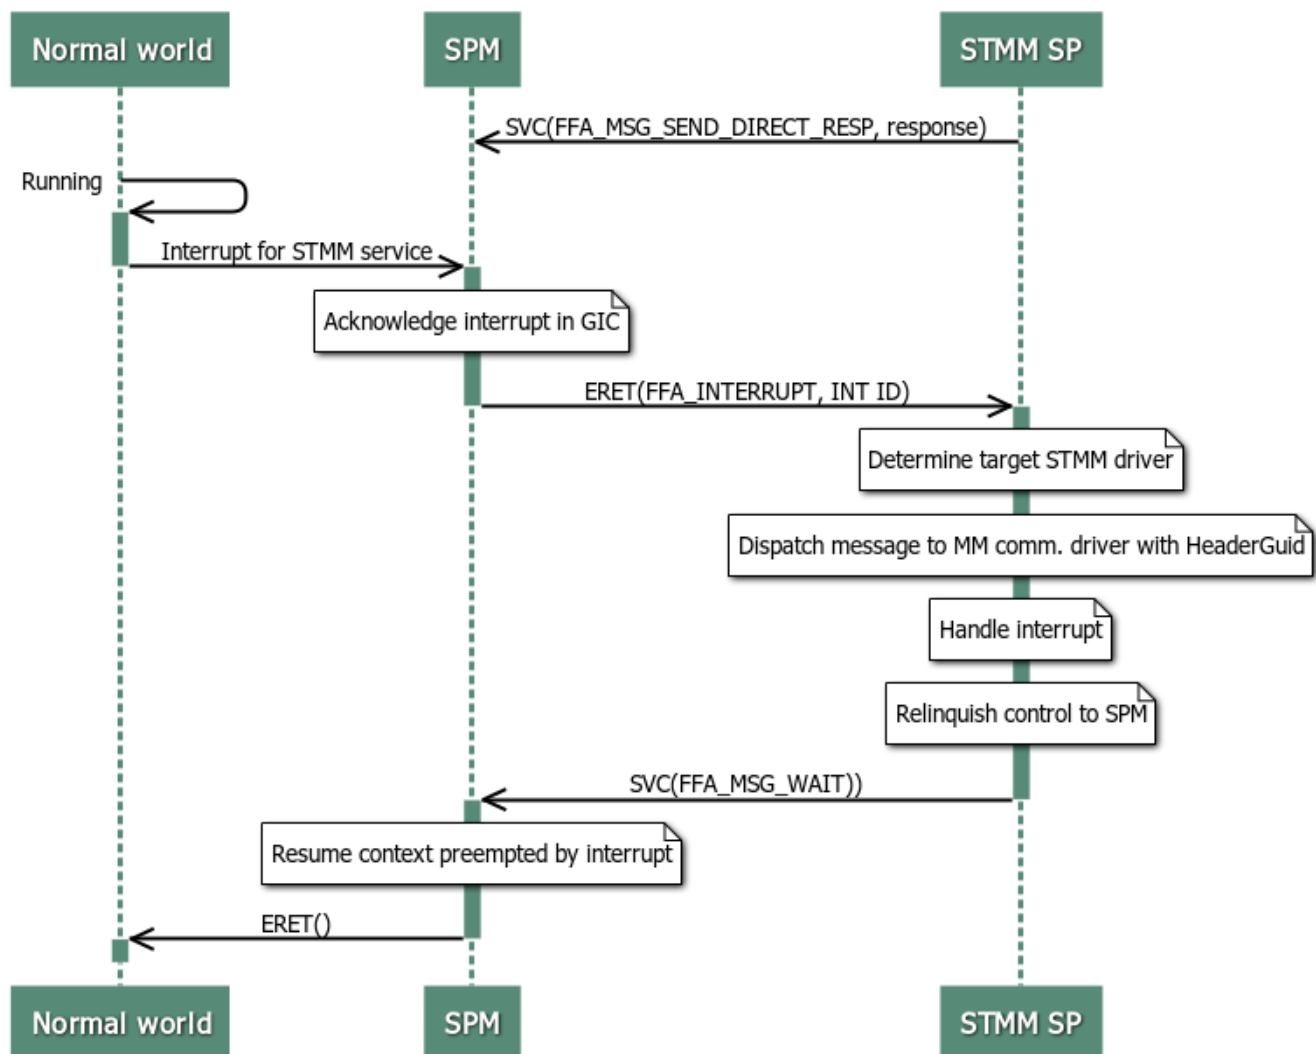 Normal world
SPM
STMM SP
SVC(FFA_MSG_SEND_DIRECT_RESP, response)
Running
Interrupt for STMM service
Acknowledge interrupt in GIC
ERET(FFA_INTERRUPT, INT ID)
Determine target STMM driver
Dispatch message to MM comm. driver with HeaderGuid
Handle interrupt
Relinquish control to SPM
SVC(FFA_MSG_WAIT))
Resume context preempted by interrupt
ERET()
Normal world
SPM
STMM SP